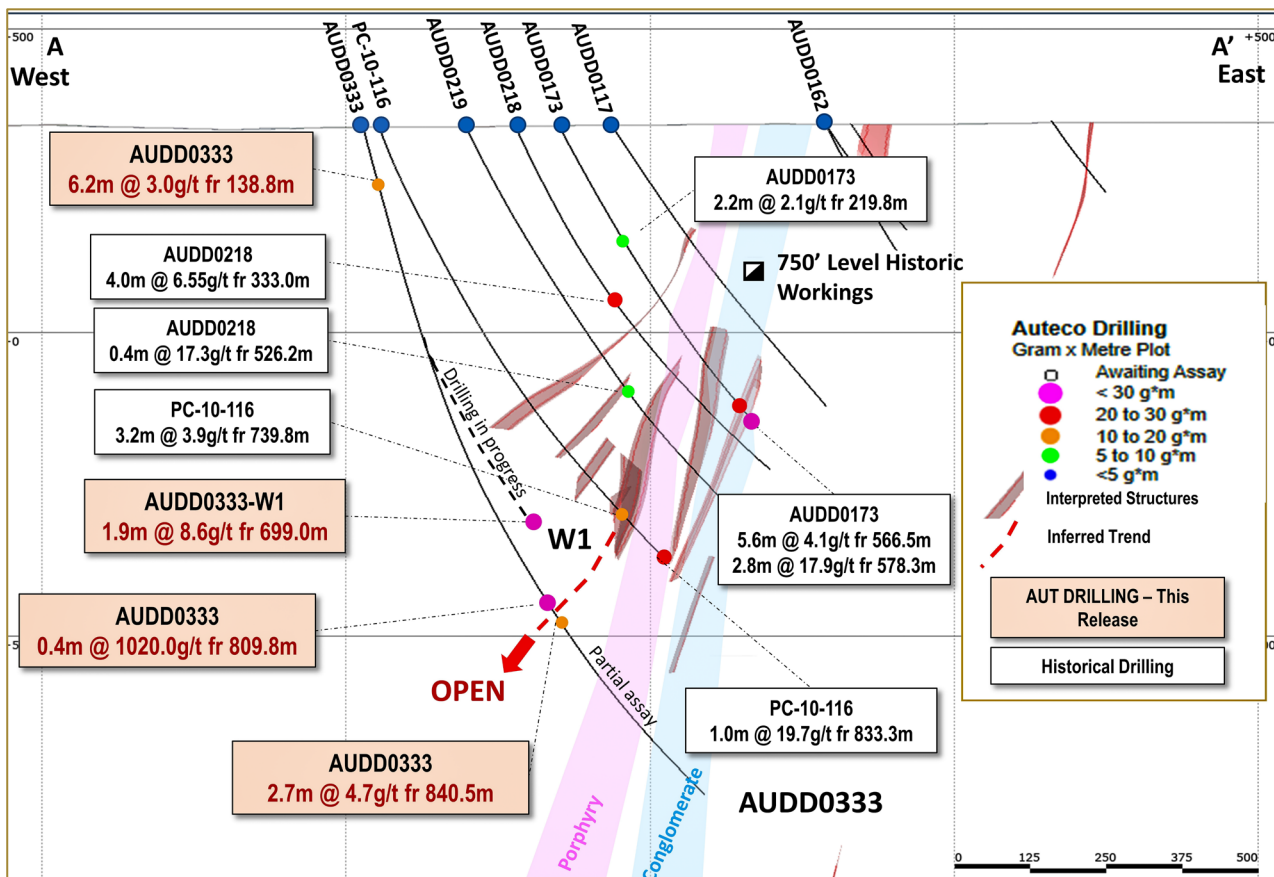 A
West
A'
East
-500
+500
AUDD0333
PC-10-116
AUDD0219
AUDD0218
AUDD0173
AUDD0117
AUDD0162
AUDD0333
6.2m @ 3.0g/t fr 138.8m
AUDD0173
2.2m @ 2.1g/t fr 219.8m
AUDD0218
4.0m @ 6.55g/t fr 333.0m
750' Level Historic
Workings
AUDD0218
0.4m @ 17.3g/t fr 526.2m
-0
PC-10-116
3.2m @ 3.9g/t fr 739.8m
Drilling in progress
AUDD0333-W1
1.9m @ 8.6g/t fr 699.0m
W1
AUDD0173
5.6m @ 4.1g/t fr 566.5m
2.8m @ 17.9g/t fr 578.3m
AUDD0333
0.4m @ 1020.0g/t fr 809.8m
OPEN
Partial assay
PC-10-116
1.0m @ 19.7g/t fr 833.3m
AUDD0333
2.7m @ 4.7g/t fr 840.5m
AUDD0333
Porphyry
Conglomerate
Auteco Drilling
Gram x Metre Plot
Awaiting Assay
< 30 g*m
20 to 30 g*m
10 to 20 g*m
5 to 10 g*m
<5 g*m
Interpreted Structures
Inferred Trend
AUT DRILLING – This
Release
Historical Drilling
0 125 250 375 500